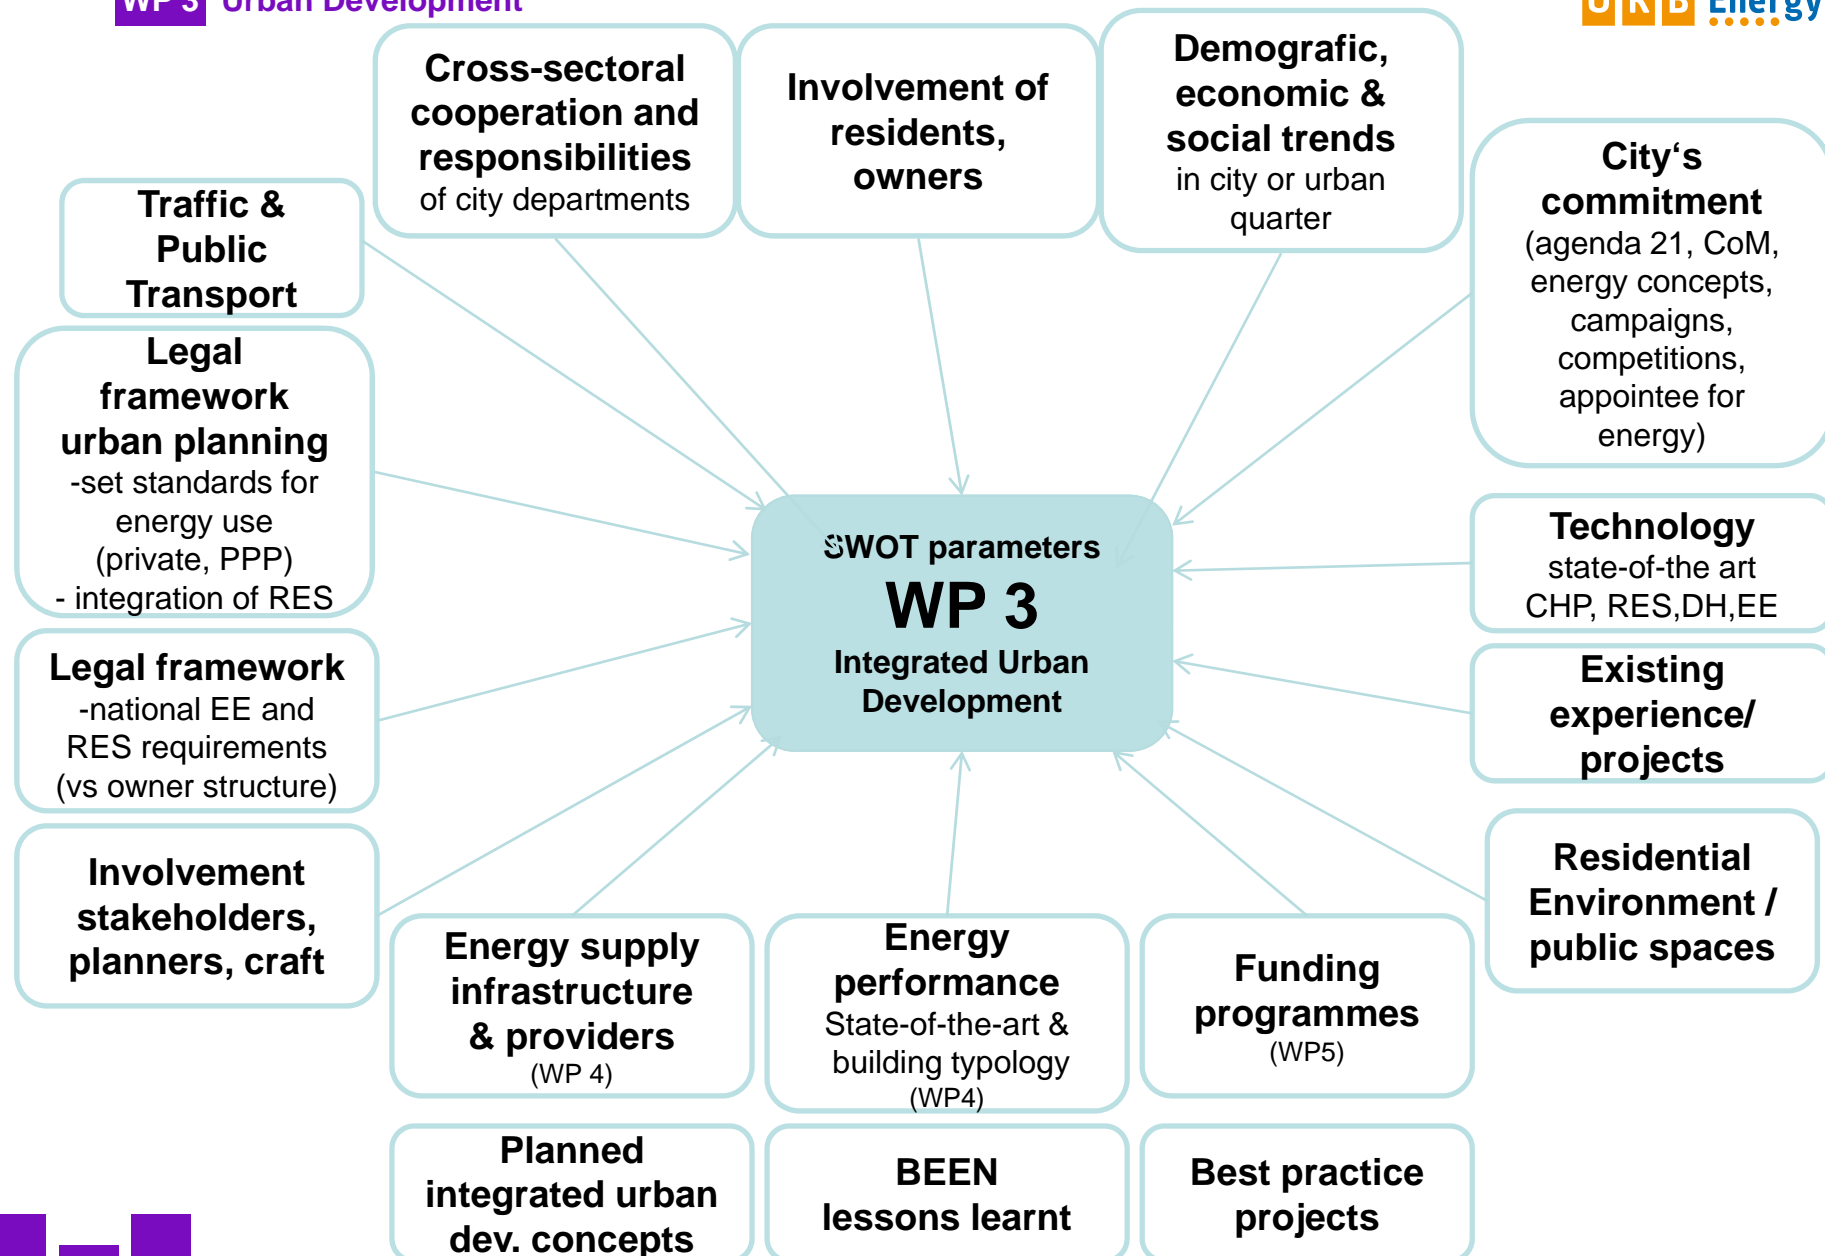 WP 3 Urban Development
URB Energy
Cross-sectoral
cooperation and
responsibilities
of city departments
Involvement of
residents,
owners
Demografic,
economic &
social trends
in city or urban
quarter
City‘s
commitment
(agenda 21, CoM,
energy concepts,
campaigns,
competitions,
appointee for
energy)
Traffic &
Public
Transport
Legal
framework
urban planning
-set standards for
energy use
(private, PPP)
- integration of RES
SWOT parameters
WP 3
Integrated Urban
Development
Technology
state-of-the art
CHP, RES,DH,EE
Legal framework
-national EE and
RES requirements
(vs owner structure)
Existing
experience/
projects
Involvement
stakeholders,
planners, craft
Residential
Environment /
public spaces
Energy supply
infrastructure
& providers
(WP 4)
Energy
performance
State-of-the-art &
building typology
(WP4)
Funding
programmes
(WP5)
Planned
integrated urban
dev. concepts
BEEN
lessons learnt
Best practice
projects